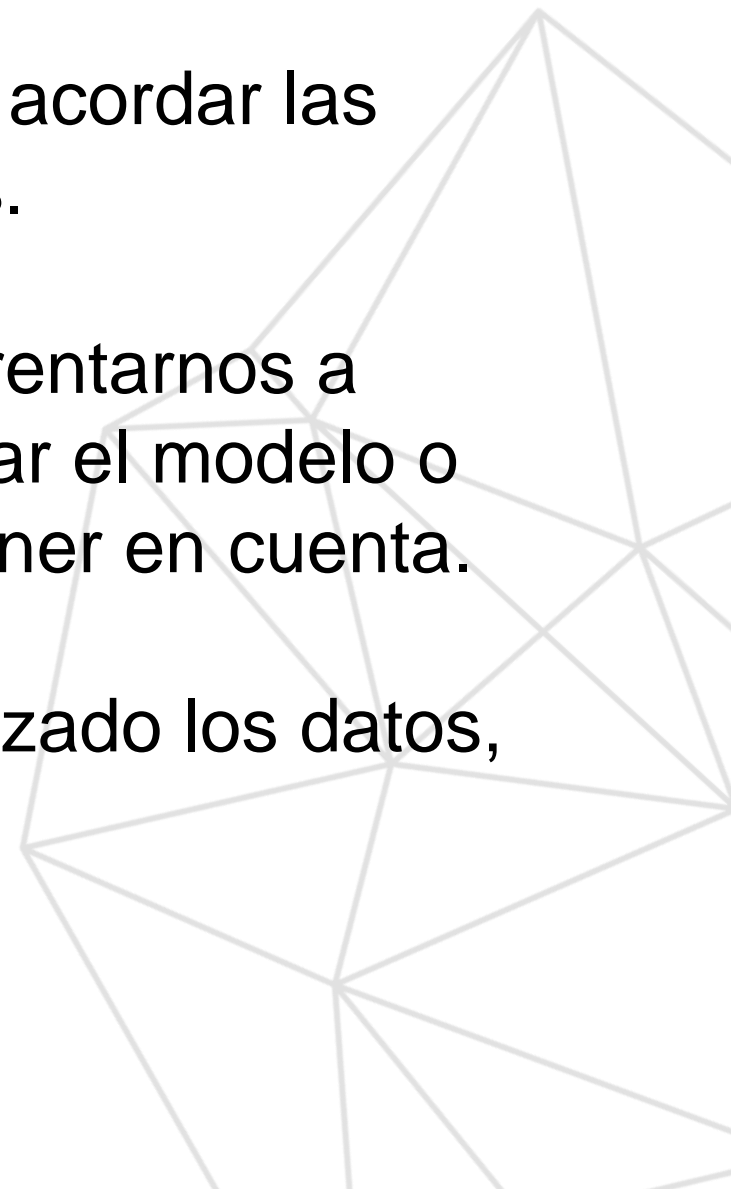 acordar las
s.
rentarnos a
ar el modelo o
ner en cuenta.
zado los datos,